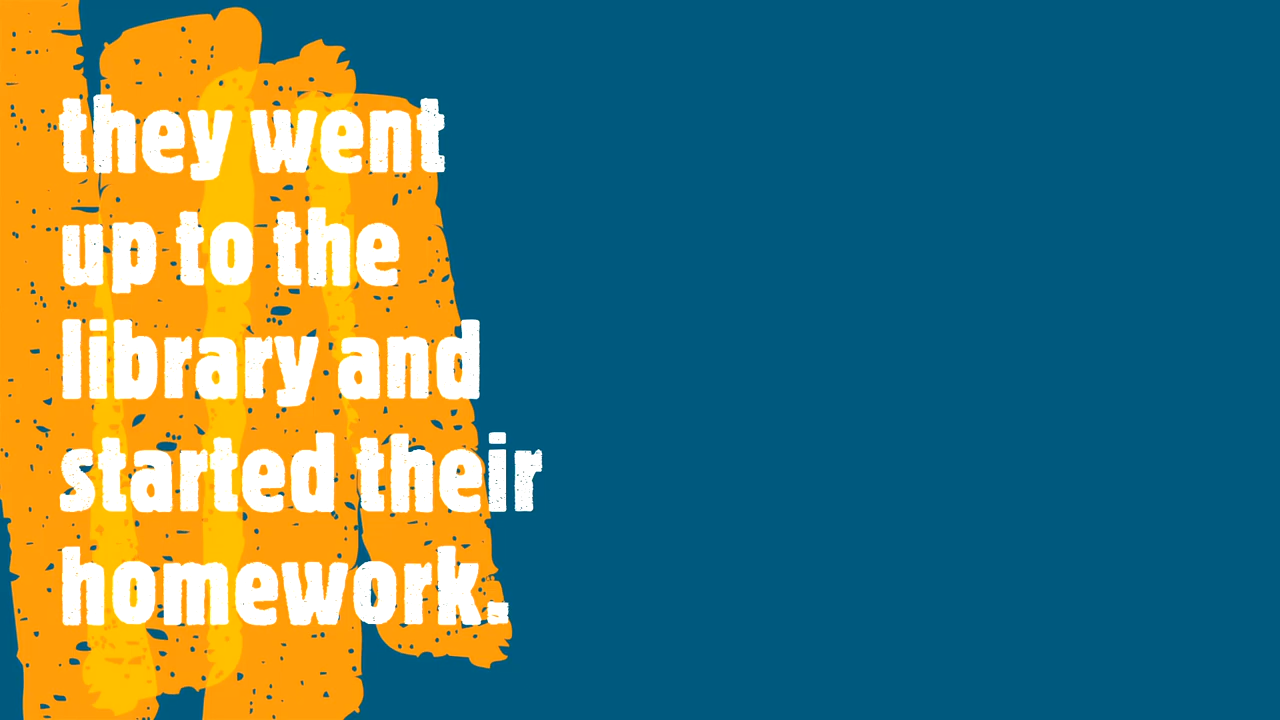 they went
up to the
library and
started their
homework.